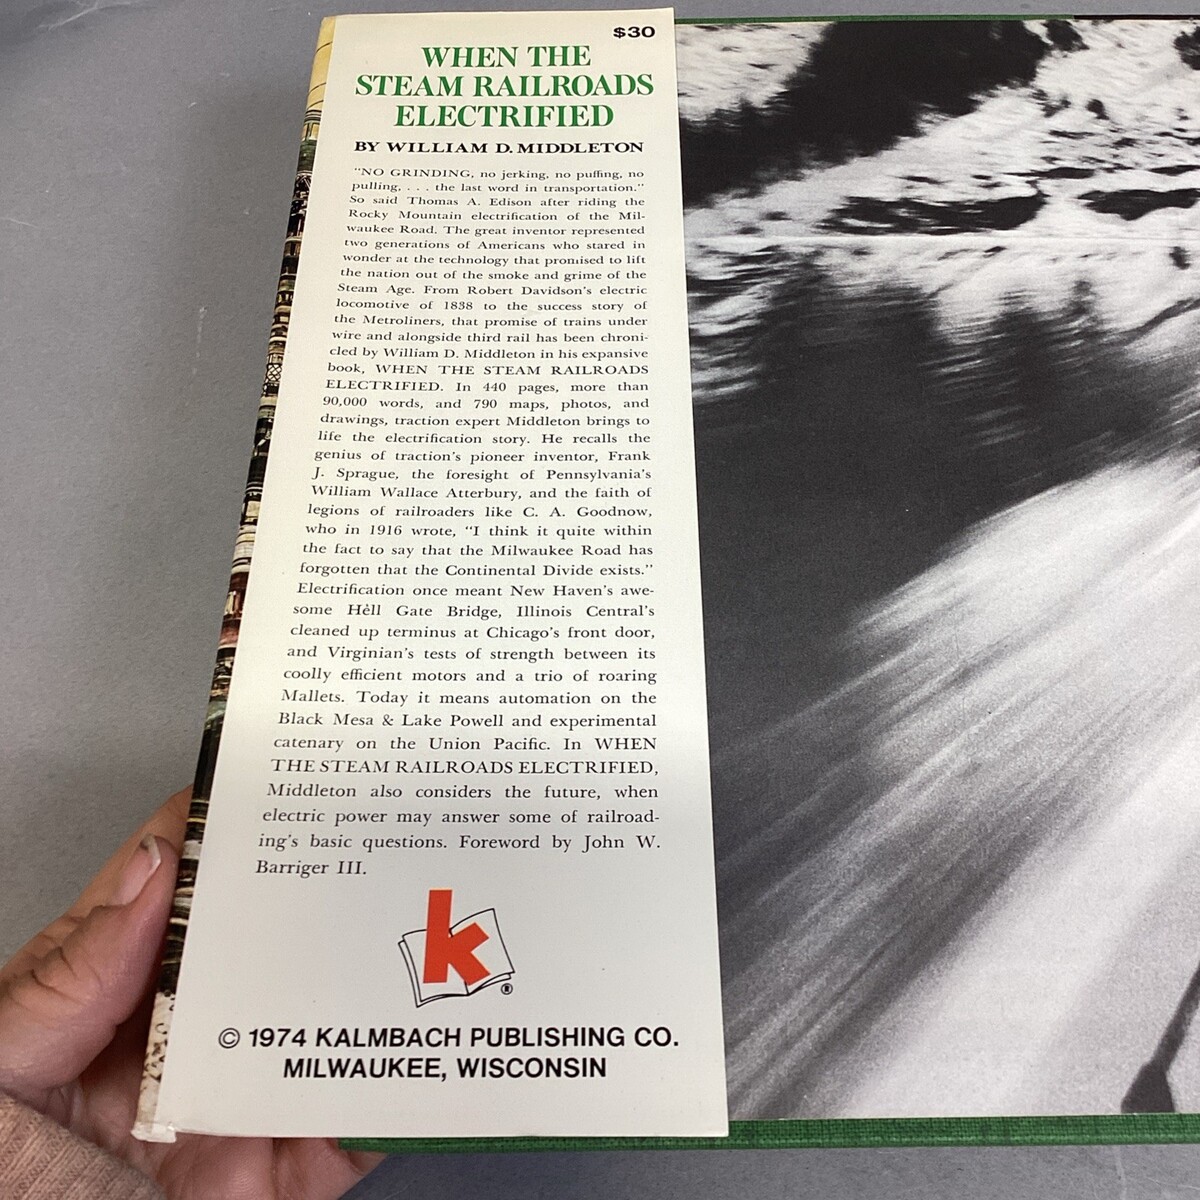 $30
WHEN THE
STEAM RAILROADS
ELECTRIFIED
BY WILLIAM D. MIDDLETON
"NO GRINDING, no jerking, no puffing, no
pulling, . . . the last word in transportation."
So said Thomas A. Edison after riding the
Rocky Mountain electrification of the Mil-
waukee Road. The great inventor represented
two generations of Americans who stared in
wonder at the technology that promised to lift
the nation out of the smoke and grime of the
Steam Age. From Robert Davidson's electric
locomotive of 1838 to the success story of
the Metroliners, that promise of trains under
wire and alongside third rail has been chroni-
cled by William D. Middleton in his expansive
book, WHEN THE STEAM RAILROADS
ELECTRIFIED. In 440 pages, more than
90,000 words, and 790 maps, photos, and
drawings, traction expert Middleton brings to
life the electrification story. He recalls the
genius of traction's pioneer inventor, Frank
J. Sprague, the foresight of Pennsylvania's
William Wallace Atterbury, and the faith of
legions of railroaders like C. A. Goodnow,
who in 1916 wrote, "I think it quite within
the fact to say that the Milwaukee Road has
forgotten that the Continental Divide exists."
Electrification once meant New Haven's awe-
some Hell Gate Bridge, Illinois Central's
cleaned up terminus at Chicago's front door,
and Virginian's tests of strength between its
coolly efficient motors and a trio of roaring
Mallets. Today it means automation on the
Black Mesa & Lake Powell and experimental
catenary on the Union Pacific. In WHEN
THE STEAM RAILROADS ELECTRIFIED,
Middleton also considers the future, when
electric power may answer some of railroad-
ing's basic questions. Foreword by John W.
Barriger III.
k
®
© 1974 KALMBACH PUBLISHING CO.
MILWAUKEE, WISCONSIN